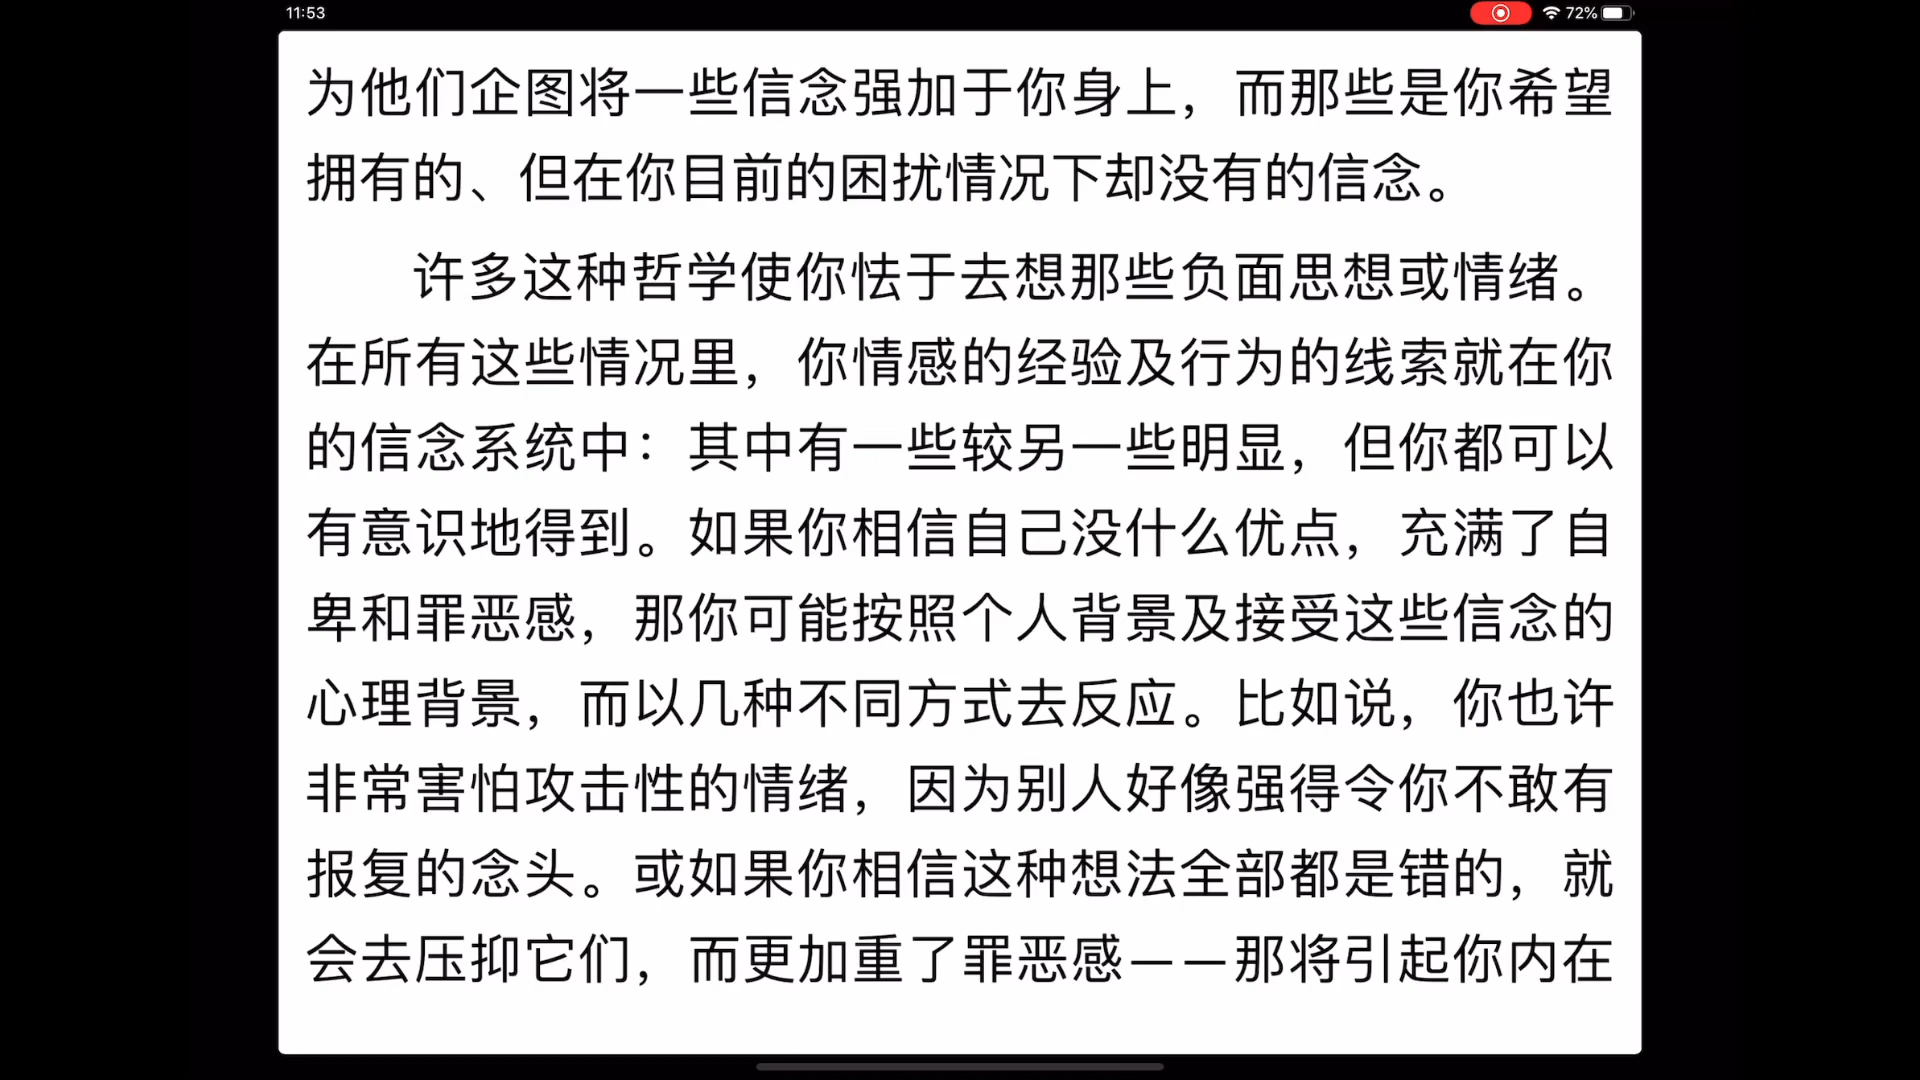 11:53
72%
为他们企图将一些信念强加于你身上，而那些是你希望
拥有的、但在你目前的困扰情况下却没有的信念。
许多这种哲学使你怯于去想那些负面思想或情绪。
在所有这些情况里，你情感的经验及行为的线索就在你
的信念系统中：其中有一些较另一些明显，但你都可以
有意识地得到。如果你相信自己没什么优点，充满了自
卑和罪恶感，那你可能按照个人背景及接受这些信念的
心理背景，而以几种不同方式去反应。比如说，你也许
非常害怕攻击性的情绪，因为别人好像强得令你不敢有
报复的念头。或如果你相信这种想法全部都是错的，就
会去压抑它们，而更加重了罪恶感——那将引起你内在